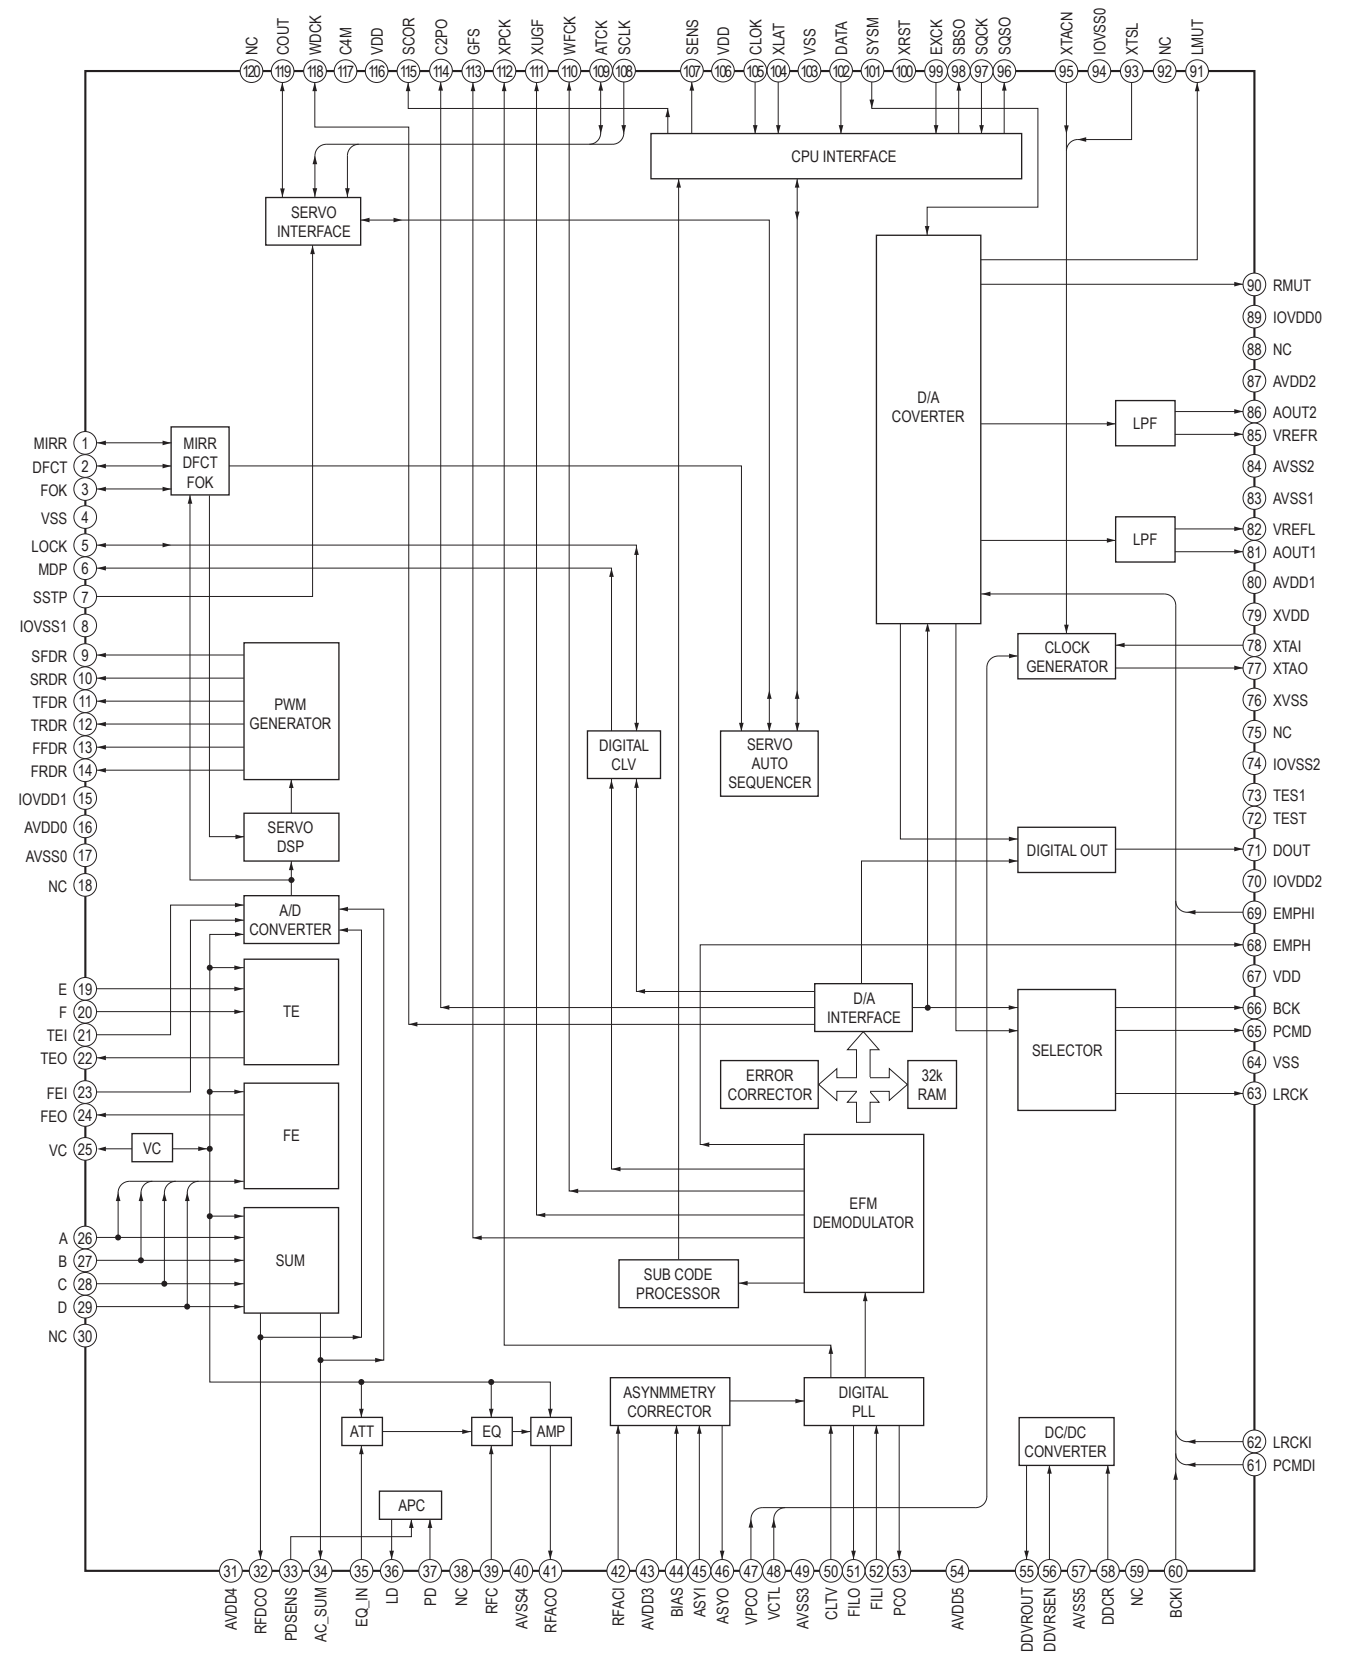 NC
COUT
WDCK
C4M
VDD
SCOR
C2PO
GFS
XPCK
XUGF
WFCK
ATCK
SCLK
SENS
VDD
CLOK
XLAT
VSS
DATA
SYSM
XRST
EXCK
SBSO
SQCK
SQSO
XTACN
IOVSS0
XTSL
NC
LMUT
120
119
118
117
116
115
114
113
112
111
110
109
108
107
106
105
104
103
102
101
100
99
98
97
96
95
94
93
92
91
CPU INTERFACE
SERVO
INTERFACE
D/A
COVERTER
90 RMUT
89 IOVDD0
88 NC
87 AVDD2
86 AOUT2
85 VREFR
84 AVSS2
83 AVSS1
82 VREFL
81 AOUT1
80 AVDD1
79 XVDD
78 XTAI
77 XTAO
76 XVSS
75 NC
74 IOVSS2
73 TES1
72 TEST
71 DOUT
70 IOVDD2
69 EMPHI
68 EMPH
67 VDD
66 BCK
65 PCMD
64 VSS
63 LRCK
62 LRCKI
61 PCMDI
LPF
LPF
CLOCK
GENERATOR
MIRR 1
DFCT 2
FOK 3
VSS 4
LOCK 5
MDP 6
SSTP 7
IOVSS1 8
SFDR 9
SRDR 10
TFDR 11
TRDR 12
FFDR 13
FRDR 14
IOVDD1 15
AVDD0 16
AVSS0 17
NC 18
E 19
F 20
TEI 21
TEO 22
FEI 23
FEO 24
VC 25
A 26
B 27
C 28
D 29
NC 30
MIRR
DFCT
FOK
PWM
GENERATOR
DIGITAL
CLV
SERVO
AUTO
SEQUENCER
SERVO
DSP
DIGITAL OUT
A/D
CONVERTER
TE
D/A
INTERFACE
SELECTOR
ERROR
CORRECTOR
32k
RAM
FE
VC
EFM
DEMODULATOR
SUM
SUB CODE
PROCESSOR
ASYNMMETRY
CORRECTOR
DIGITAL
PLL
ATT
EQ
AMP
DC/DC
CONVERTER
APC
31
32
33
34
35
36
37
38
39
40
41
42
43
44
45
46
47
48
49
50
51
52
53
54
55
56
57
58
59
60
AVDD4
RFDCO
PDSENS
AC_SUM
EQ_IN
LD
PD
NC
RFC
AVSS4
RFACO
RFACI
AVDD3
BIAS
ASYI
ASYO
VPCO
VCTL
AVSS3
CLTV
FILO
FILI
PCO
AVDD5
DDVROUT
DDVRSEN
AVSS5
DDCR
NC
BCKI